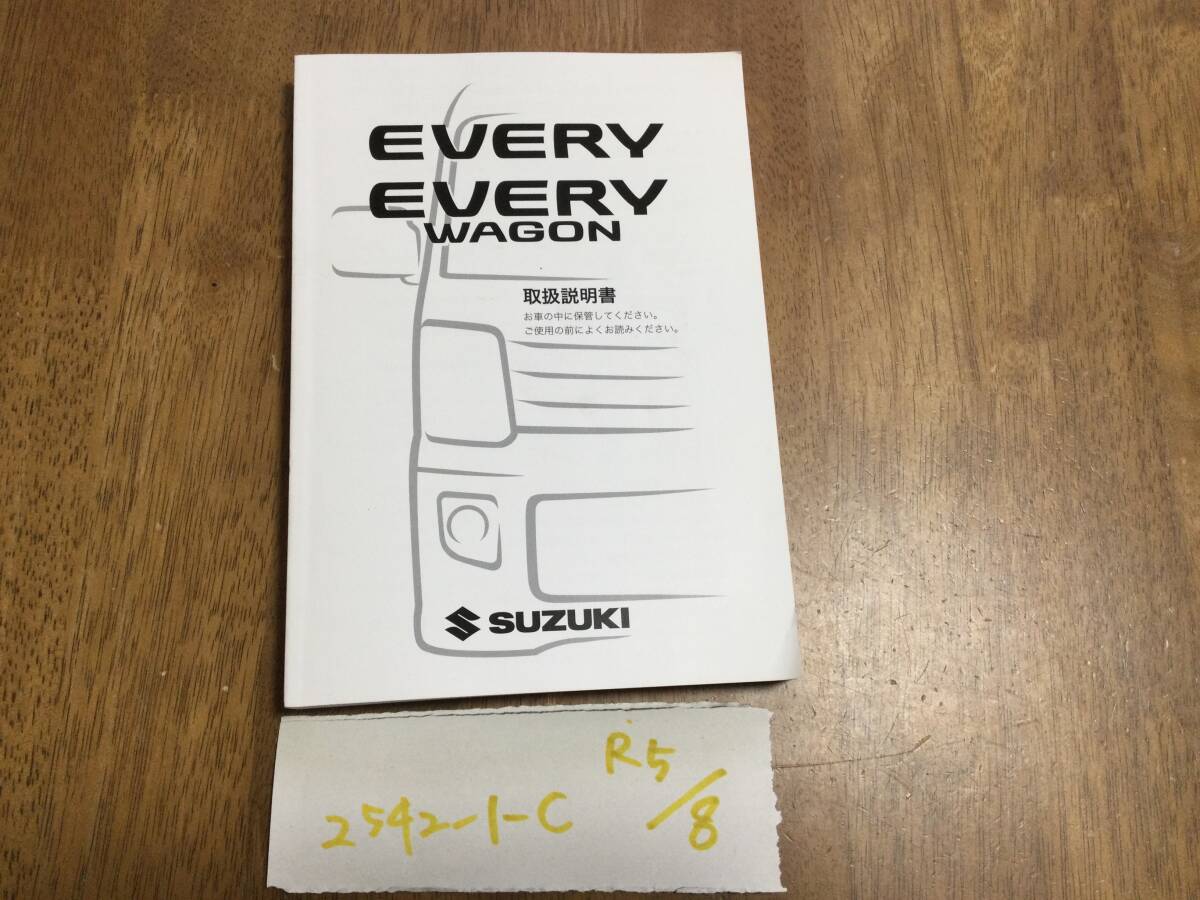 EVERY
EVERY
WAGON
取扱説明書
お車の中に保管してください。
ご使用の前によくお読みください。
SUZUKI
R5/8
2542-1-C